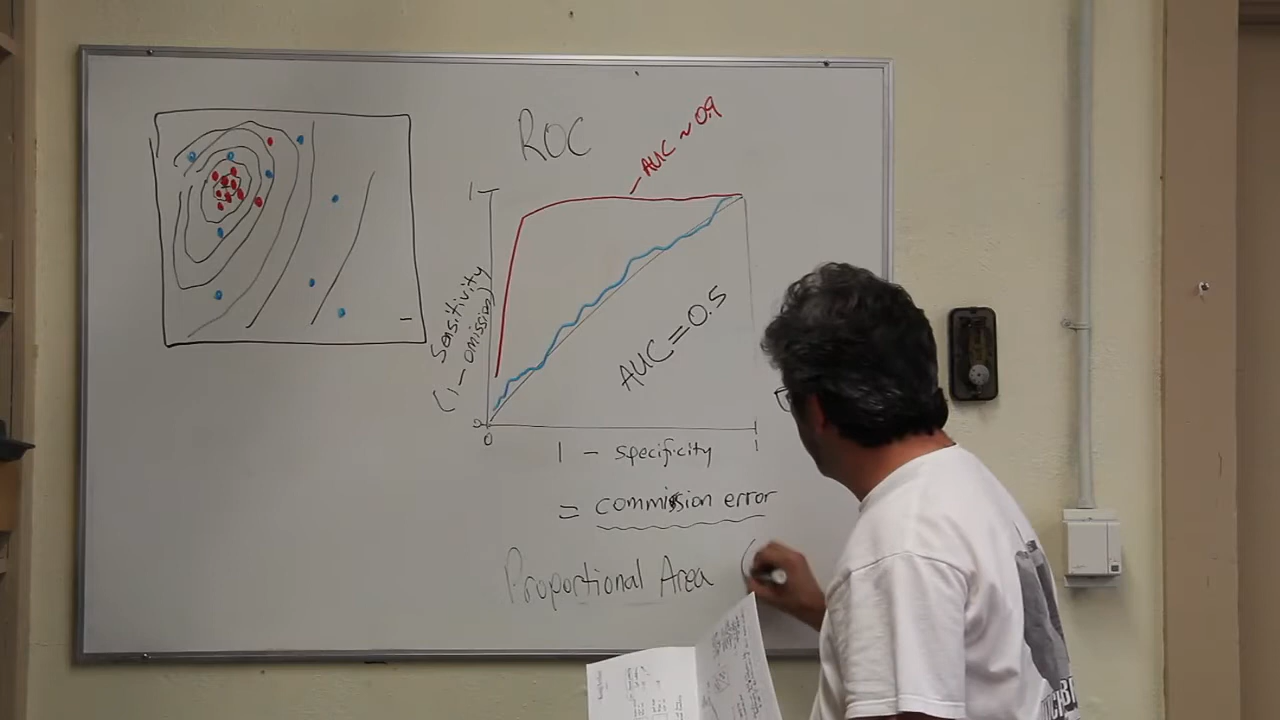 ROC
AUC ~ 0.9
1
Sensitivity
(1 - omission)
AUC = 0.5
0
0
1
1 - specificity
= commission error
Proportional Area (